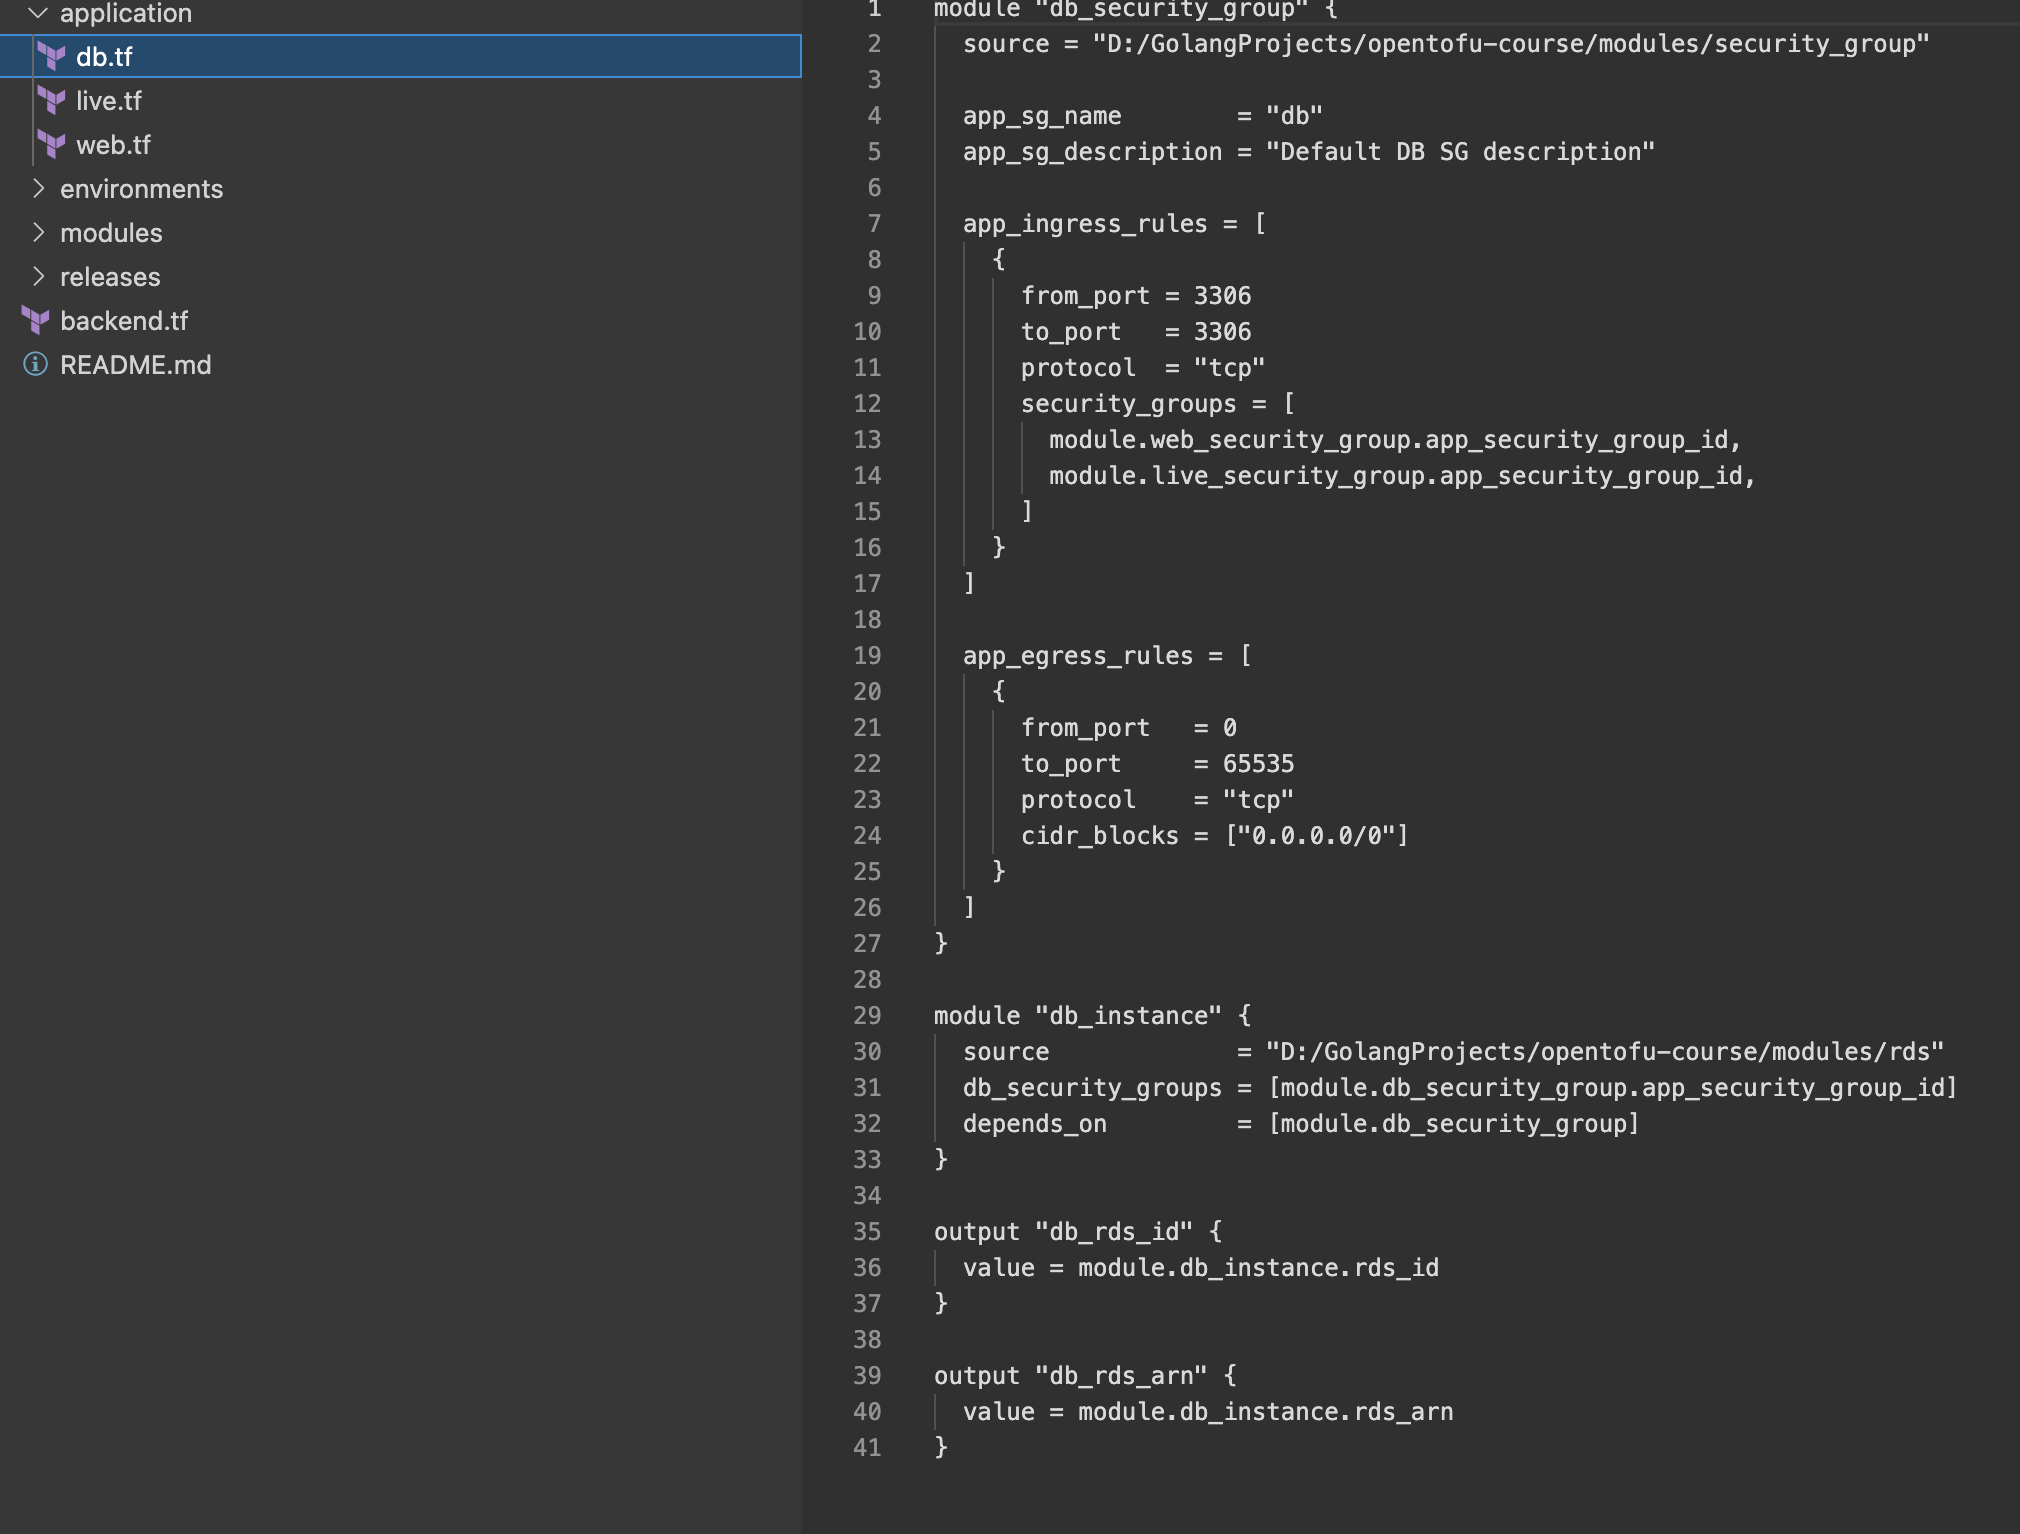 application
db.tf
live.tf
web.tf
environments
modules
releases
backend.tf
README.md
1 module "db_security_group" {
2   source = "D:/GolangProjects/opentofu-course/modules/security_group"
3
4   app_sg_name        = "db"
5   app_sg_description = "Default DB SG description"
6
7   app_ingress_rules = [
8     {
9       from_port = 3306
10       to_port   = 3306
11       protocol  = "tcp"
12       security_groups = [
13         module.web_security_group.app_security_group_id,
14         module.live_security_group.app_security_group_id,
15       ]
16     }
17   ]
18
19   app_egress_rules = [
20     {
21       from_port   = 0
22       to_port     = 65535
23       protocol    = "tcp"
24       cidr_blocks = ["0.0.0.0/0"]
25     }
26   ]
27 }
28
29 module "db_instance" {
30   source             = "D:/GolangProjects/opentofu-course/modules/rds"
31   db_security_groups = [module.db_security_group.app_security_group_id]
32   depends_on         = [module.db_security_group]
33 }
34
35 output "db_rds_id" {
36   value = module.db_instance.rds_id
37 }
38
39 output "db_rds_arn" {
40   value = module.db_instance.rds_arn
41 }